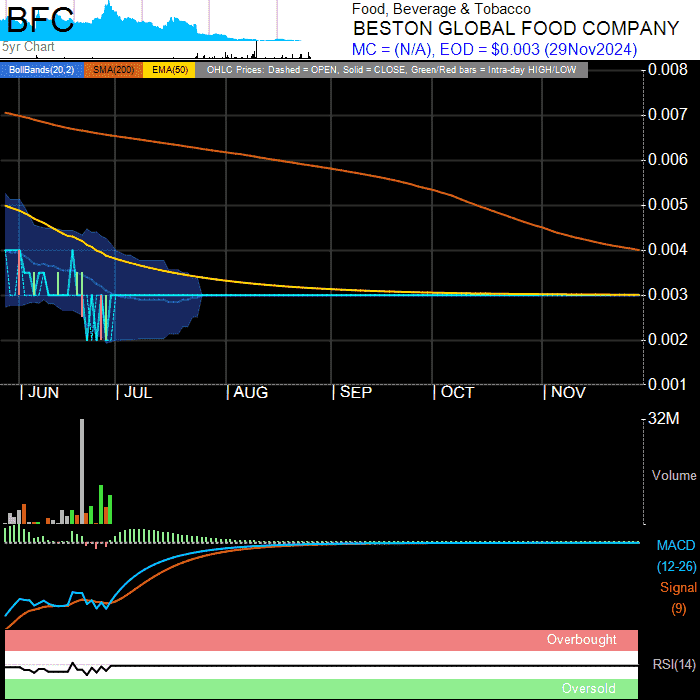 BFC
5yr Chart
Food, Beverage & Tobacco
BESTON GLOBAL FOOD COMPANY
MC = (N/A), EOD = $0.003 (29Nov2024)
BollBands(20,2) SMA(200) EMA(50) OHLC Prices: Dashed = OPEN, Solid = CLOSE, Green/Red bars = Intra-day HIGH/LOW
0.008
0.007
0.006
0.005
0.004
0.003
0.002
0.001
JUN JUL AUG SEP OCT NOV
32M
Volume
MACD
(12-26)
Signal
(9)
Overbought
RSI(14)
Oversold